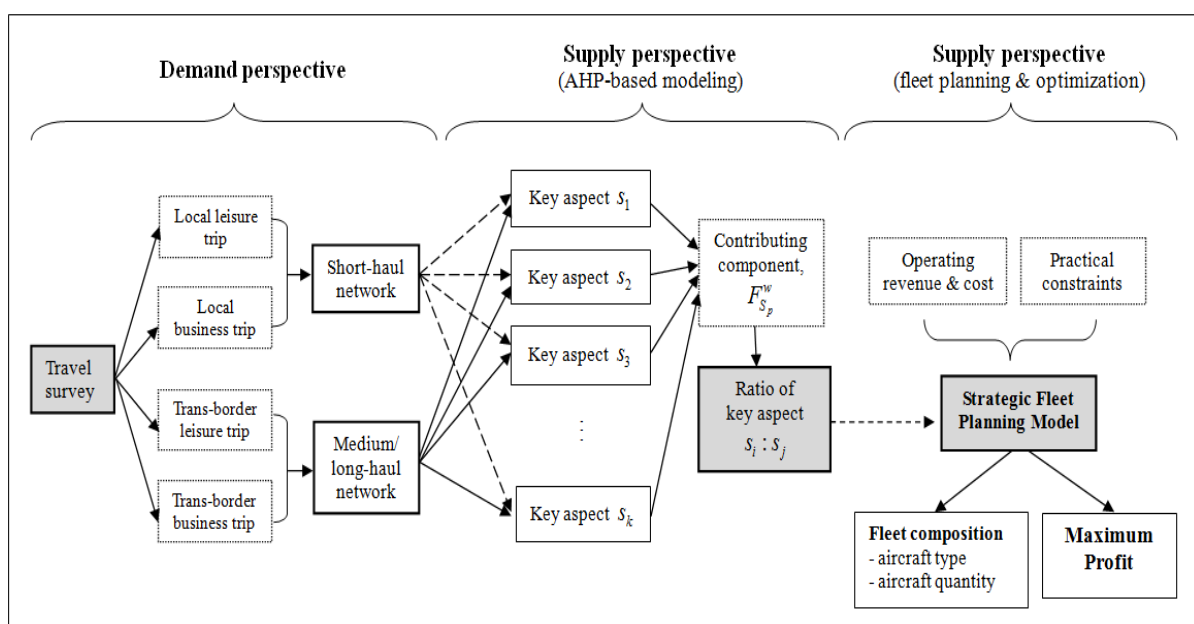 Demand perspective
Supply perspective
(AHP-based modeling)
Supply perspective
(fleet planning & optimization)
Travel
survey
Local leisure
trip
Local
business trip
Trans-border
leisure trip
Trans-border
business trip
Short-haul
network
Medium/
long-haul
network
Key aspect s₁
Key aspect s₂
Key aspect s₃
⋮
Key aspect sₖ
Contributing
component,
F^w_{S_p}
Ratio of
key aspect
s_i : s_j
Operating
revenue & cost
Practical
constraints
Strategic Fleet
Planning Model
Fleet composition
- aircraft type
- aircraft quantity
Maximum
Profit